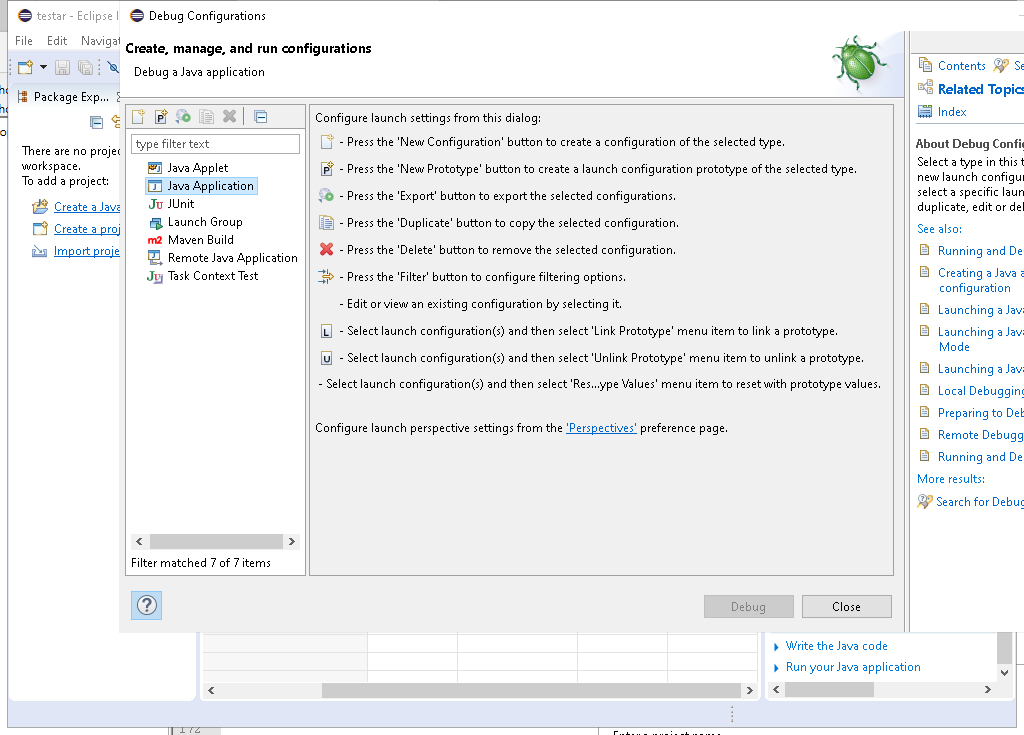 testar - Eclipse I
Debug Configurations
File Edit Navigat
Package Exp...
There are no projec
workspace.
To add a project:
Create a Java
Create a proj
Import proje
Create, manage, and run configurations
Debug a Java application
type filter text
Java Applet
Java Application
JUnit
Launch Group
Maven Build
Remote Java Application
Task Context Test
Filter matched 7 of 7 items
Configure launch settings from this dialog:
- Press the 'New Configuration' button to create a configuration of the selected type.
- Press the 'New Prototype' button to create a launch configuration prototype of the selected type.
- Press the 'Export' button to export the selected configurations.
- Press the 'Duplicate' button to copy the selected configuration.
- Press the 'Delete' button to remove the selected configuration.
- Press the 'Filter' button to configure filtering options.
- Edit or view an existing configuration by selecting it.
- Select launch configuration(s) and then select 'Link Prototype' menu item to link a prototype.
- Select launch configuration(s) and then select 'Unlink Prototype' menu item to unlink a prototype.
- Select launch configuration(s) and then select 'Res...ype Values' menu item to reset with prototype values.
Configure launch perspective settings from the 'Perspectives' preference page.
Debug
Close
Contents Se
Related Topics
Index
About Debug Config
Select a type in this t
new launch configura
select a specific laun
duplicate, edit or del
See also:
Running and De
Creating a Java a
configuration
Launching a Java
Launching a Java
Mode
Launching a Java
Local Debugging
Preparing to Deb
Remote Debugg
Running and De
More results:
Search for Debug
Write the Java code
Run your Java application
172